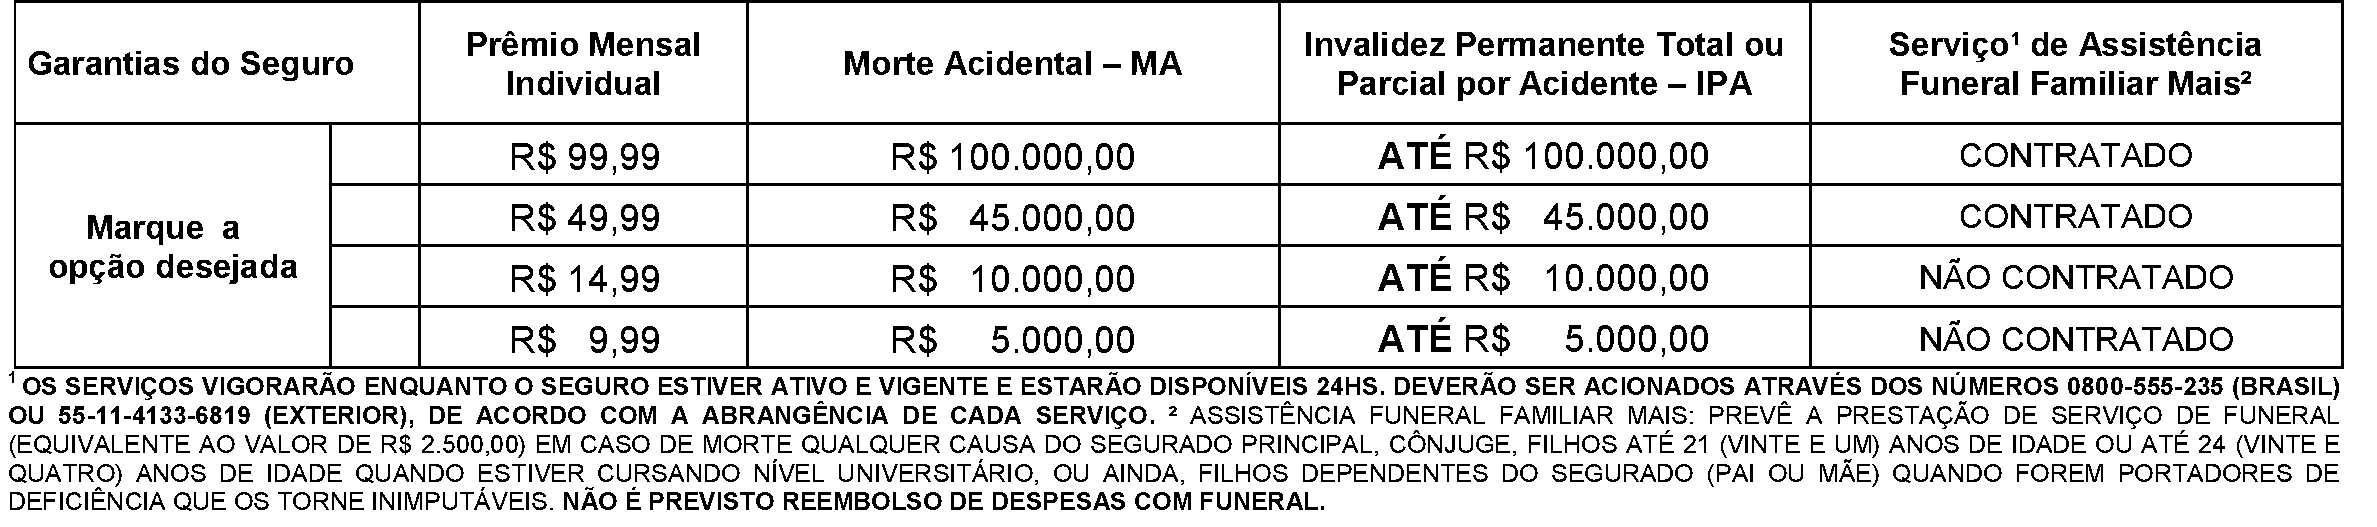 Garantias do Seguro
Prêmio Mensal
Individual
Morte Acidental – MA
Invalidez Permanente Total ou
Parcial por Acidente – IPA
Serviço¹ de Assistência
Funeral Familiar Mais²
Marque a
opção desejada
R$ 99,99 R$ 100.000,00 ATÉ R$ 100.000,00 CONTRATADO
R$ 49,99 R$ 45.000,00 ATÉ R$ 45.000,00 CONTRATADO
R$ 14,99 R$ 10.000,00 ATÉ R$ 10.000,00 NÃO CONTRATADO
R$ 9,99 R$ 5.000,00 ATÉ R$ 5.000,00 NÃO CONTRATADO
¹ OS SERVIÇOS VIGORARÃO ENQUANTO O SEGURO ESTIVER ATIVO E VIGENTE E ESTARÃO DISPONÍVEIS 24HS. DEVERÃO SER ACIONADOS ATRAVÉS DOS NÚMEROS 0800-555-235 (BRASIL)
OU 55-11-4133-6819 (EXTERIOR), DE ACORDO COM A ABRANGÊNCIA DE CADA SERVIÇO. ² ASSISTÊNCIA FUNERAL FAMILIAR MAIS: PREVÊ A PRESTAÇÃO DE SERVIÇO DE FUNERAL
(EQUIVALENTE AO VALOR DE R$ 2.500,00) EM CASO DE MORTE QUALQUER CAUSA DO SEGURADO PRINCIPAL, CÔNJUGE, FILHOS ATÉ 21 (VINTE E UM) ANOS DE IDADE OU ATÉ 24 (VINTE E
QUATRO) ANOS DE IDADE QUANDO ESTIVER CURSANDO NÍVEL UNIVERSITÁRIO, OU AINDA, FILHOS DEPENDENTES DO SEGURADO (PAI OU MÃE) QUANDO FOREM PORTADORES DE
DEFICIÊNCIA QUE OS TORNE INIMPUTÁVEIS. NÃO É PREVISTO REEMBOLSO DE DESPESAS COM FUNERAL.